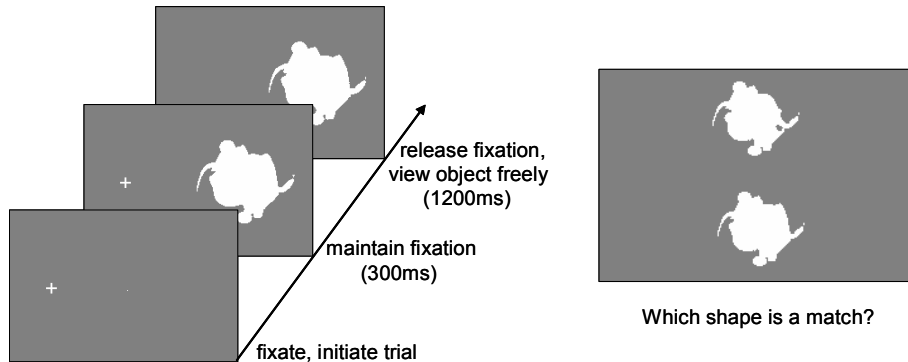 release fixation,
view object freely
(1200ms)
maintain fixation
(300ms)
fixate, initiate trial
Which shape is a match?